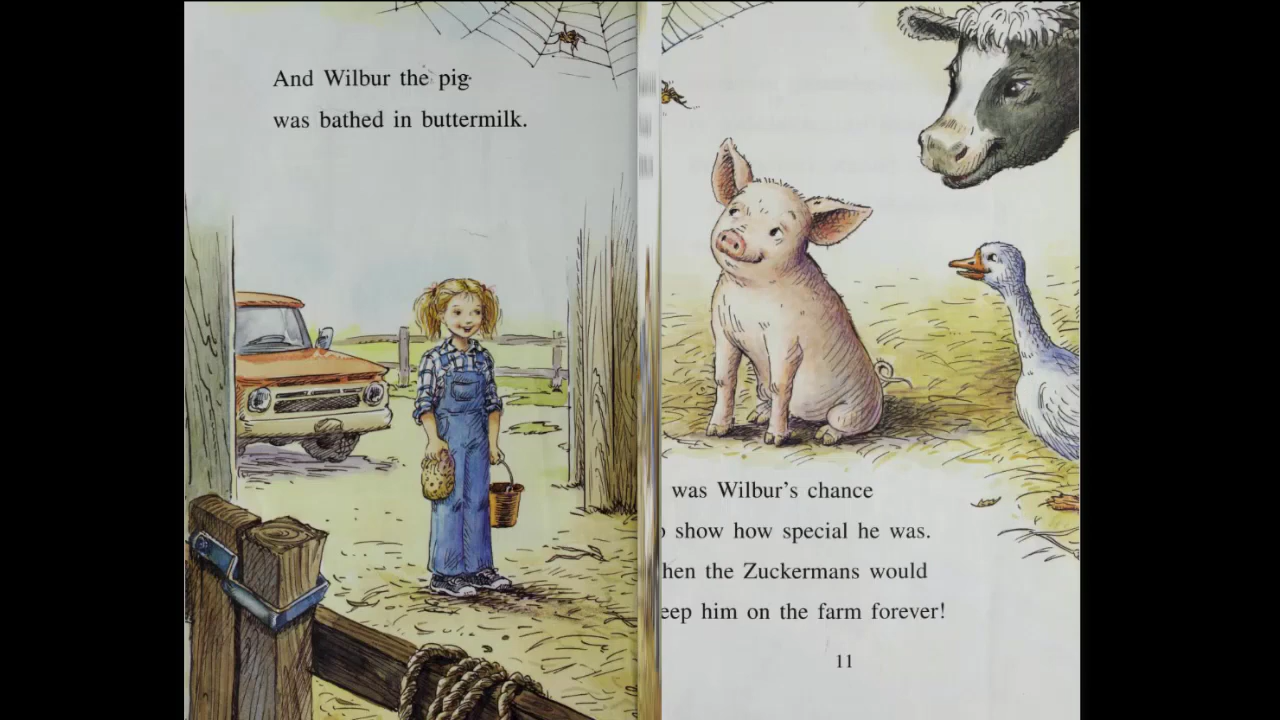 And Wilbur the pig
was bathed in buttermilk.
was Wilbur's chance
show how special he was.
hen the Zuckermans would
eep him on the farm forever!
11